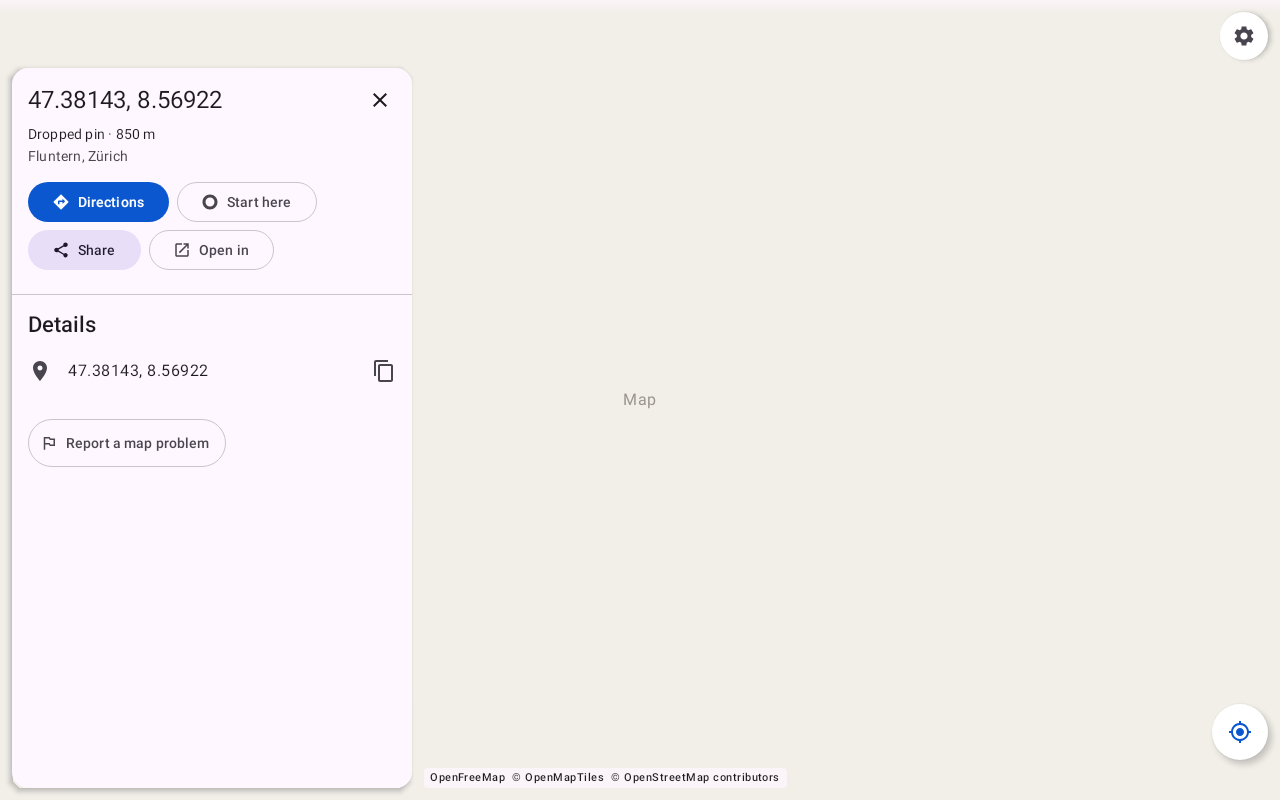 47.38143, 8.56922
Dropped pin · 850 m
Fluntern, Zürich
Directions
Start here
Share
Open in
Details
47.38143, 8.56922
Report a map problem
Map
OpenFreeMap © OpenMapTiles © OpenStreetMap contributors